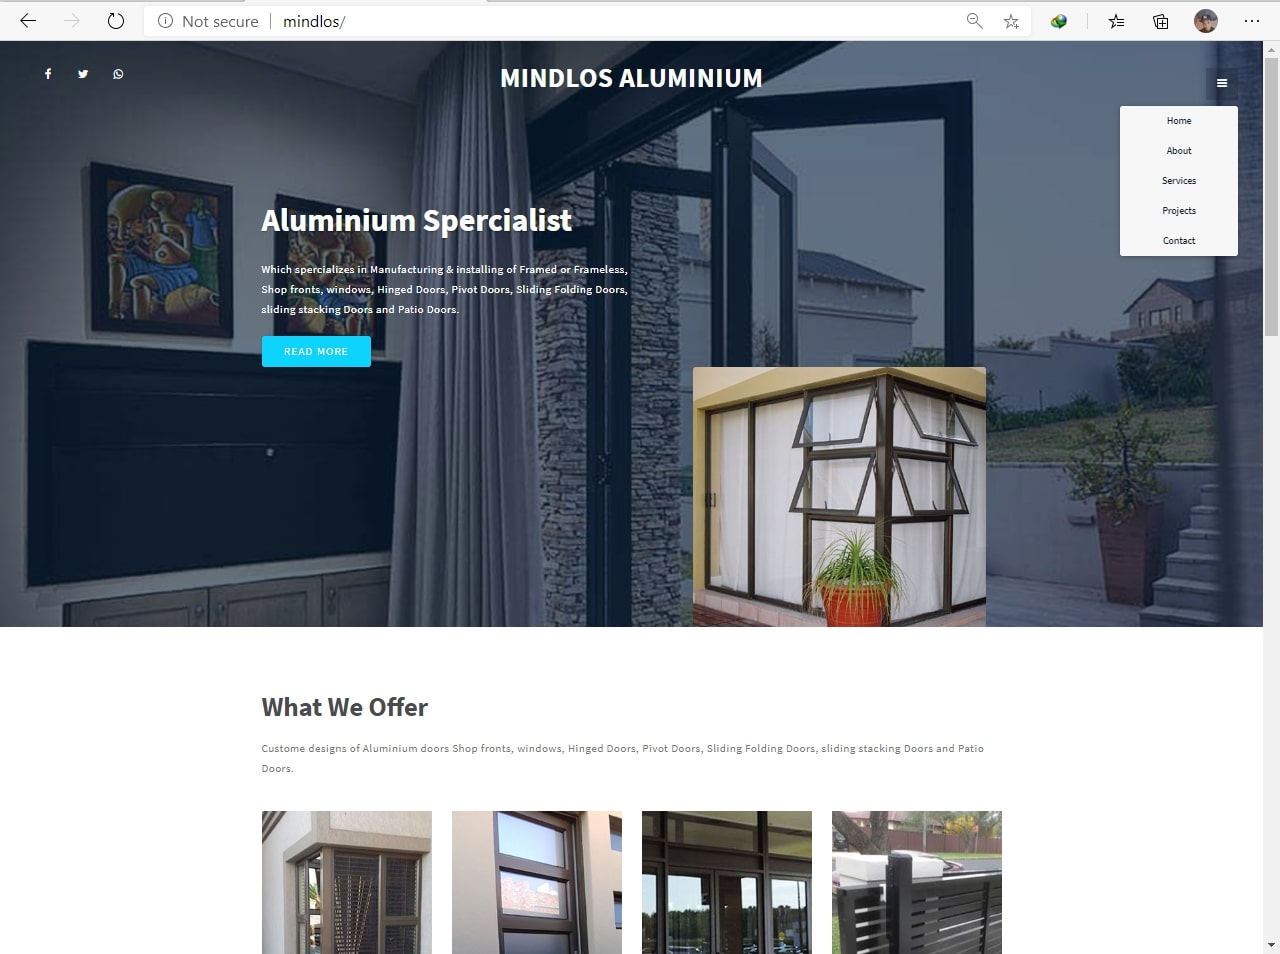 Not secure | mindlos/
MINDLOS ALUMINIUM
Home
About
Services
Projects
Contact
Aluminium Spercialist
Which spercializes in Manufacturing & installing of Framed or Frameless,
Shop fronts, windows, Hinged Doors, Pivot Doors, Sliding Folding Doors,
sliding stacking Doors and Patio Doors.
READ MORE
What We Offer
Custome designs of Aluminium doors Shop fronts, windows, Hinged Doors, Pivot Doors, Sliding Folding Doors, sliding stacking Doors and Patio
Doors.